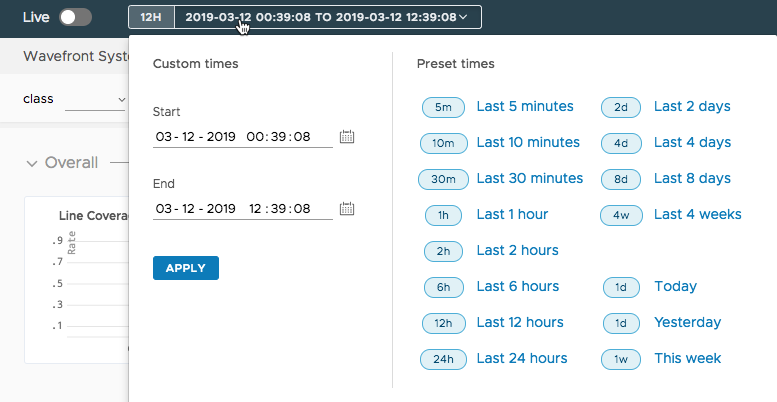 Live
12H 2019-03-12 00:39:08 TO 2019-03-12 12:39:08
Wavefront Syst
class
Overall
Line Covera
Rate
.9
.7
.5
.3
.1
Custom times
Start
03-12-2019 00:39:08
End
03-12-2019 12:39:08
APPLY
Preset times
5m Last 5 minutes
10m Last 10 minutes
30m Last 30 minutes
1h Last 1 hour
2h Last 2 hours
6h Last 6 hours
12h Last 12 hours
24h Last 24 hours
2d Last 2 days
4d Last 4 days
8d Last 8 days
4w Last 4 weeks
1d Today
1d Yesterday
1w This week